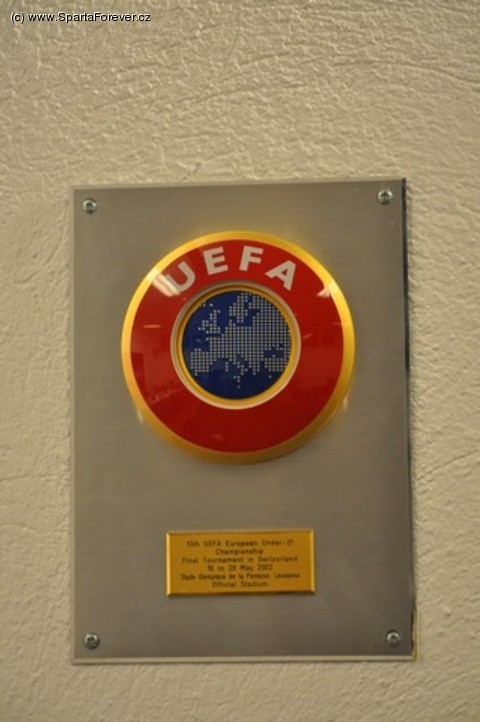 (c) www.SpartaForever.cz
UEFA
13th UEFA European Under-21
Championship
Final Tournament in Switzerland
16 to 28 May 2002
Stade Olympique de la Pontaise, Lausanne
Official Stadium